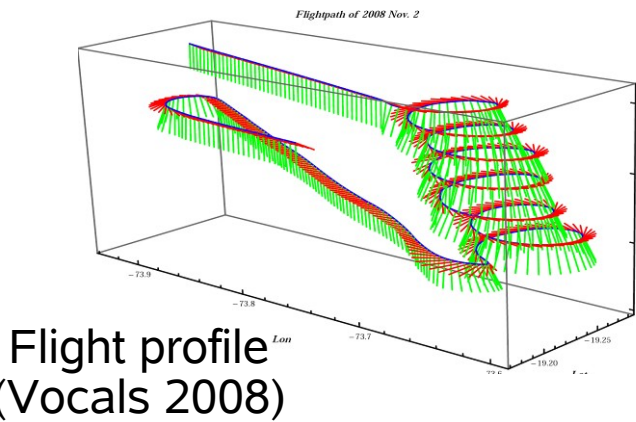 Flightpath of 2008 Nov. 2
−73.9
−73.8
Lon
−73.7
−19.20
−19.25
Flight profile
(Vocals 2008)